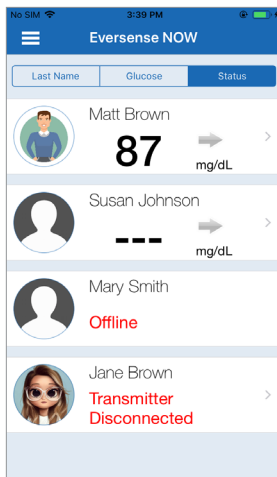 No SIM 3:39 PM
Eversense NOW
Last Name Glucose Status
Matt Brown
87
mg/dL
Susan Johnson
---
mg/dL
Mary Smith
Offline
Jane Brown
Transmitter
Disconnected